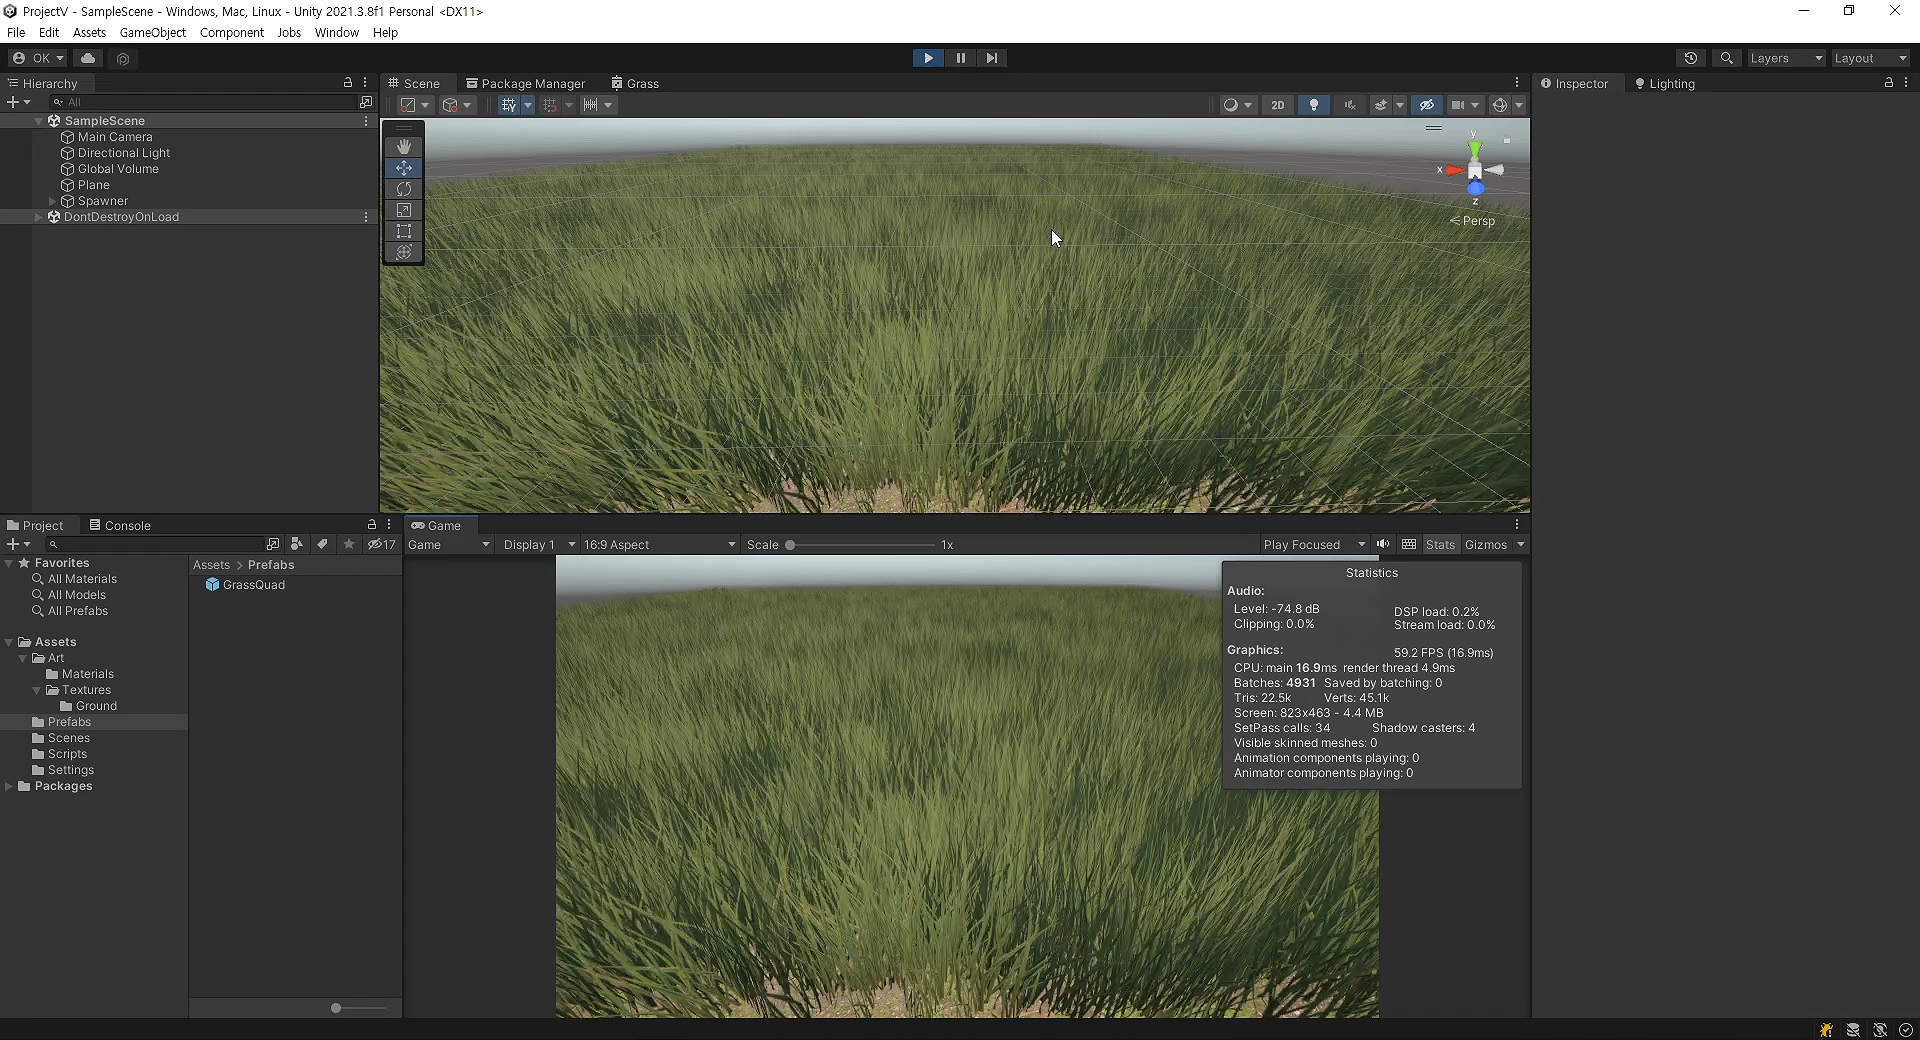 ProjectV - SampleScene - Windows, Mac, Linux - Unity 2021.3.8f1 Personal <DX11>
File Edit Assets GameObject Component Jobs Window Help
OK Layers Layout
Hierarchy
All
SampleScene
Main Camera
Directional Light
Global Volume
Plane
Spawner
DontDestroyOnLoad
Scene Package Manager Grass
2D
y
x
z
Persp
Inspector Lighting
Project Console
17
Favorites
All Materials
All Models
All Prefabs
Assets
Art
Materials
Textures
Ground
Prefabs
Scenes
Scripts
Settings
Packages
Assets > Prefabs
GrassQuad
Game
Game Display 1 16:9 Aspect Scale 1x Play Focused Stats Gizmos
Statistics
Audio:
Level: -74.8 dB DSP load: 0.2%
Clipping: 0.0% Stream load: 0.0%
Graphics: 59.2 FPS (16.9ms)
CPU: main 16.9ms render thread 4.9ms
Batches: 4931 Saved by batching: 0
Tris: 22.5k Verts: 45.1k
Screen: 823x463 - 4.4 MB
SetPass calls: 34 Shadow casters: 4
Visible skinned meshes: 0
Animation components playing: 0
Animator components playing: 0